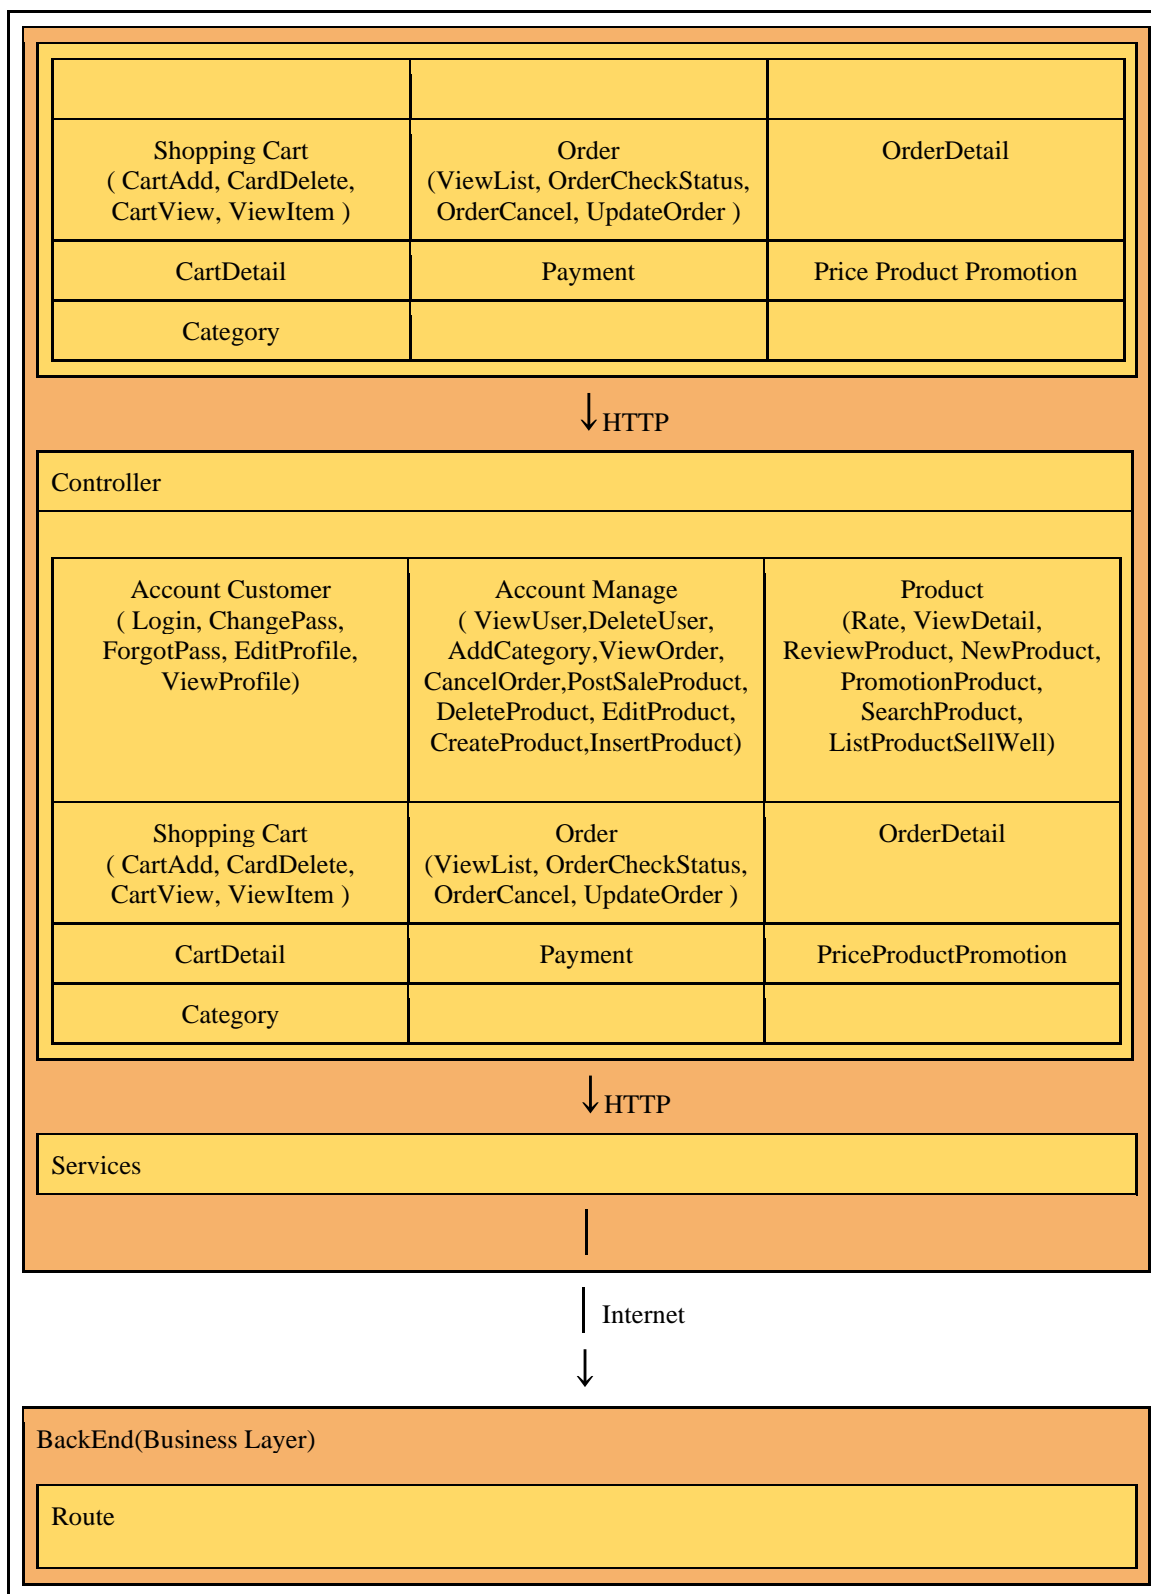 Shopping Cart
( CartAdd, CardDelete,
CartView, ViewItem )
Order
(ViewList, OrderCheckStatus,
OrderCancel, UpdateOrder )
OrderDetail
CartDetail
Payment
Price Product Promotion
Category
↓HTTP
Controller
Account Customer
( Login, ChangePass,
ForgotPass, EditProfile,
ViewProfile)
Account Manage
( ViewUser,DeleteUser,
AddCategory,ViewOrder,
CancelOrder,PostSaleProduct,
DeleteProduct, EditProduct,
CreateProduct,InsertProduct)
Product
(Rate, ViewDetail,
ReviewProduct, NewProduct,
PromotionProduct,
SearchProduct,
ListProductSellWell)
Shopping Cart
( CartAdd, CardDelete,
CartView, ViewItem )
Order
(ViewList, OrderCheckStatus,
OrderCancel, UpdateOrder )
OrderDetail
CartDetail
Payment
PriceProductPromotion
Category
↓HTTP
Services
│
│ Internet
↓
BackEnd(Business Layer)
Route